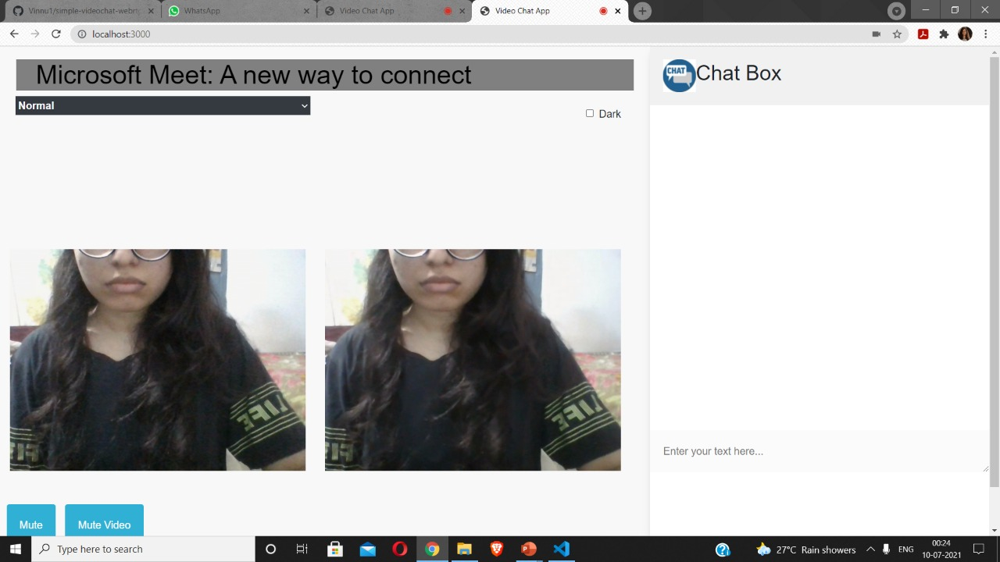 Vinnu1/simple-videochat-webrt
WhatsApp
Video Chat App
Video Chat App
localhost:3000
Microsoft Meet: A new way to connect
CHAT
Chat Box
Normal
Dark
LIFE
LIFE
Enter your text here...
Mute
Mute Video
Type here to search
27°C Rain showers
ENG
00:24
10-07-2021